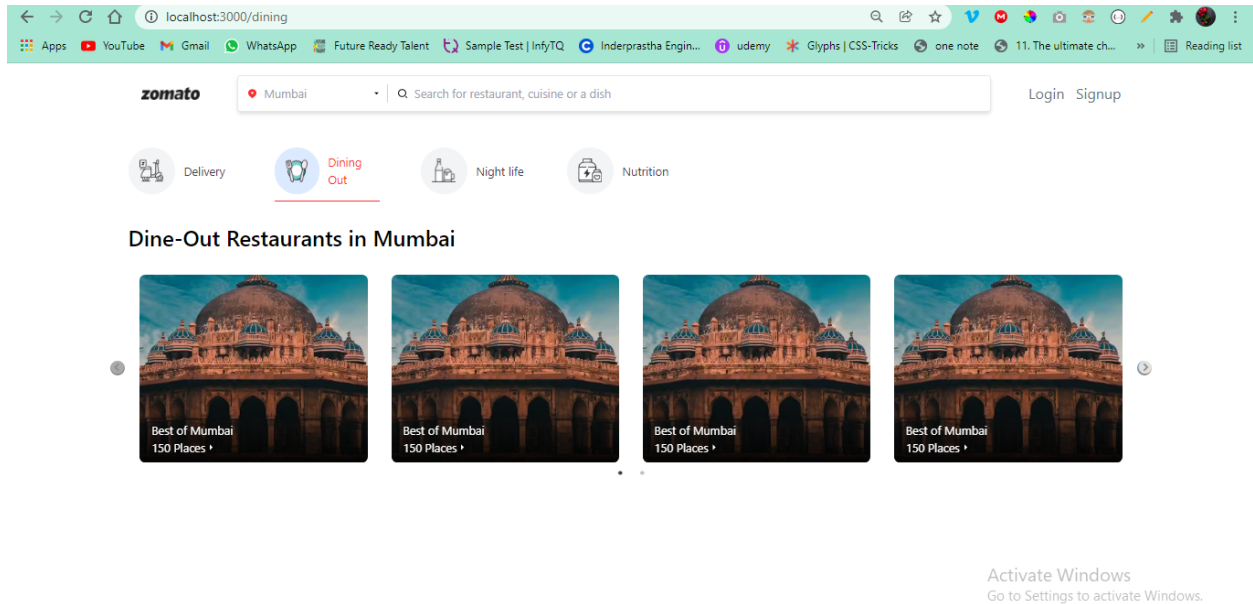 localhost:3000/dining
Apps YouTube Gmail WhatsApp Future Ready Talent Sample Test | InfyTQ Inderprastha Engin... udemy Glyphs | CSS-Tricks one note 11. The ultimate ch... » Reading list
zomato Mumbai Search for restaurant, cuisine or a dish Login Signup
Delivery
Dining
Out
Night life
Nutrition
Dine-Out Restaurants in Mumbai
Best of Mumbai
150 Places
Best of Mumbai
150 Places
Best of Mumbai
150 Places
Best of Mumbai
150 Places
Activate Windows
Go to Settings to activate Windows.